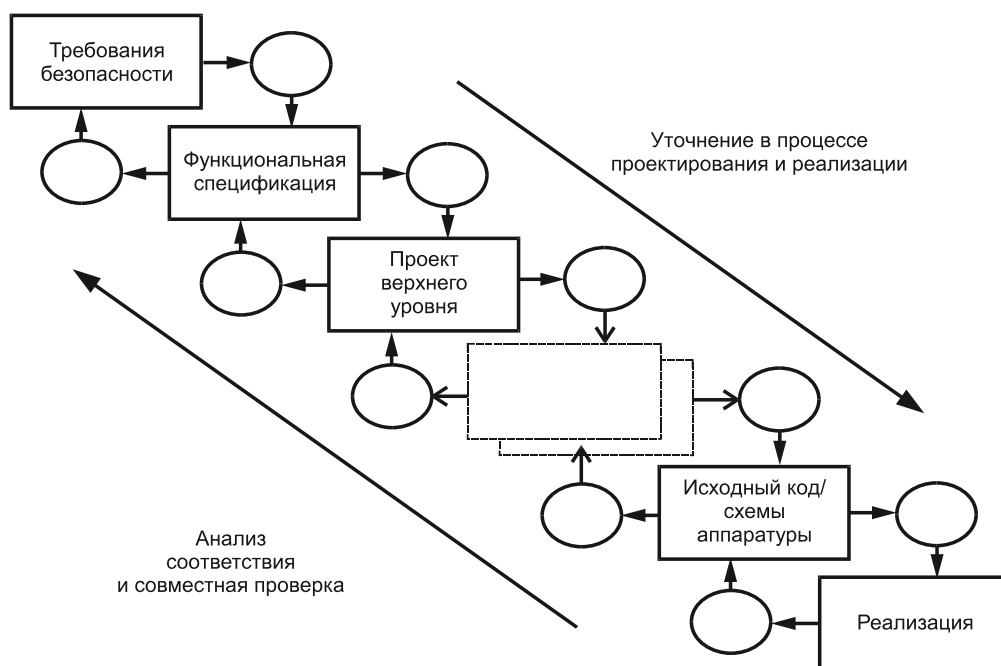 Требования
безопасности
Функциональная
спецификация
Уточнение в процессе
проектирования и реализации
Проект
верхнего
уровня
Исходный код/
схемы
аппаратуры
Анализ
соответствия
и совместная проверка
Реализация